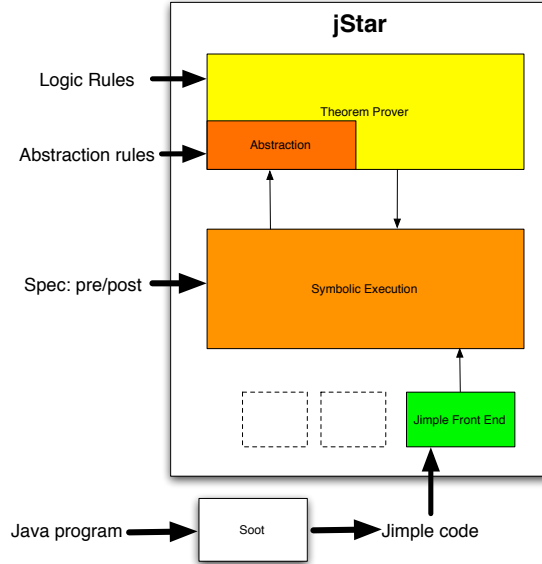 jStar
Logic Rules
Theorem Prover
Abstraction rules
Abstraction
Spec: pre/post
Symbolic Execution
Jimple Front End
Java program
Soot
Jimple code